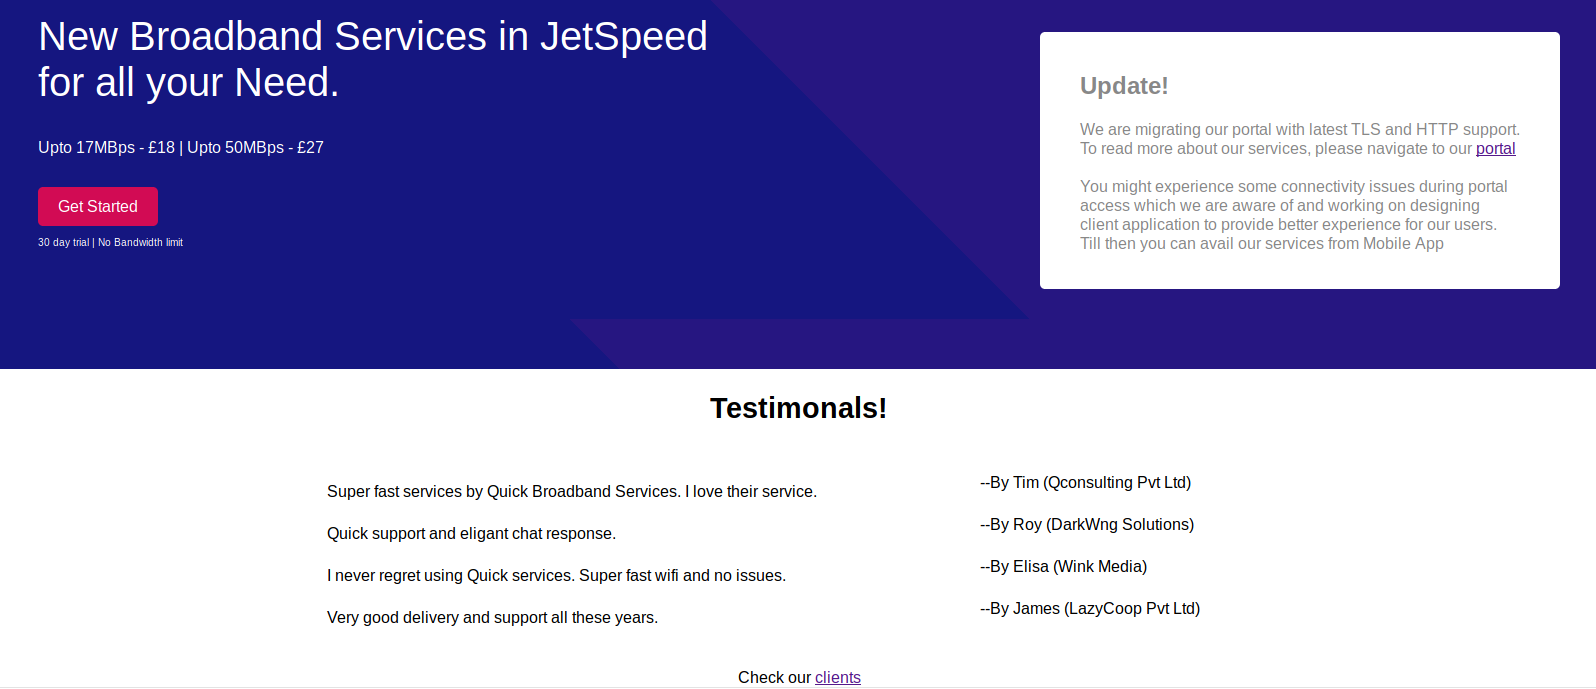 New Broadband Services in JetSpeed
for all your Need.
Upto 17MBps - £18 | Upto 50MBps - £27
Get Started
30 day trial | No Bandwidth limit
Update!
We are migrating our portal with latest TLS and HTTP support.
To read more about our services, please navigate to our portal
You might experience some connectivity issues during portal
access which we are aware of and working on designing
client application to provide better experience for our users.
Till then you can avail our services from Mobile App
Testimonals!
Super fast services by Quick Broadband Services. I love their service.
--By Tim (Qconsulting Pvt Ltd)
Quick support and eligant chat response.
--By Roy (DarkWng Solutions)
I never regret using Quick services. Super fast wifi and no issues.
--By Elisa (Wink Media)
Very good delivery and support all these years.
--By James (LazyCoop Pvt Ltd)
Check our clients